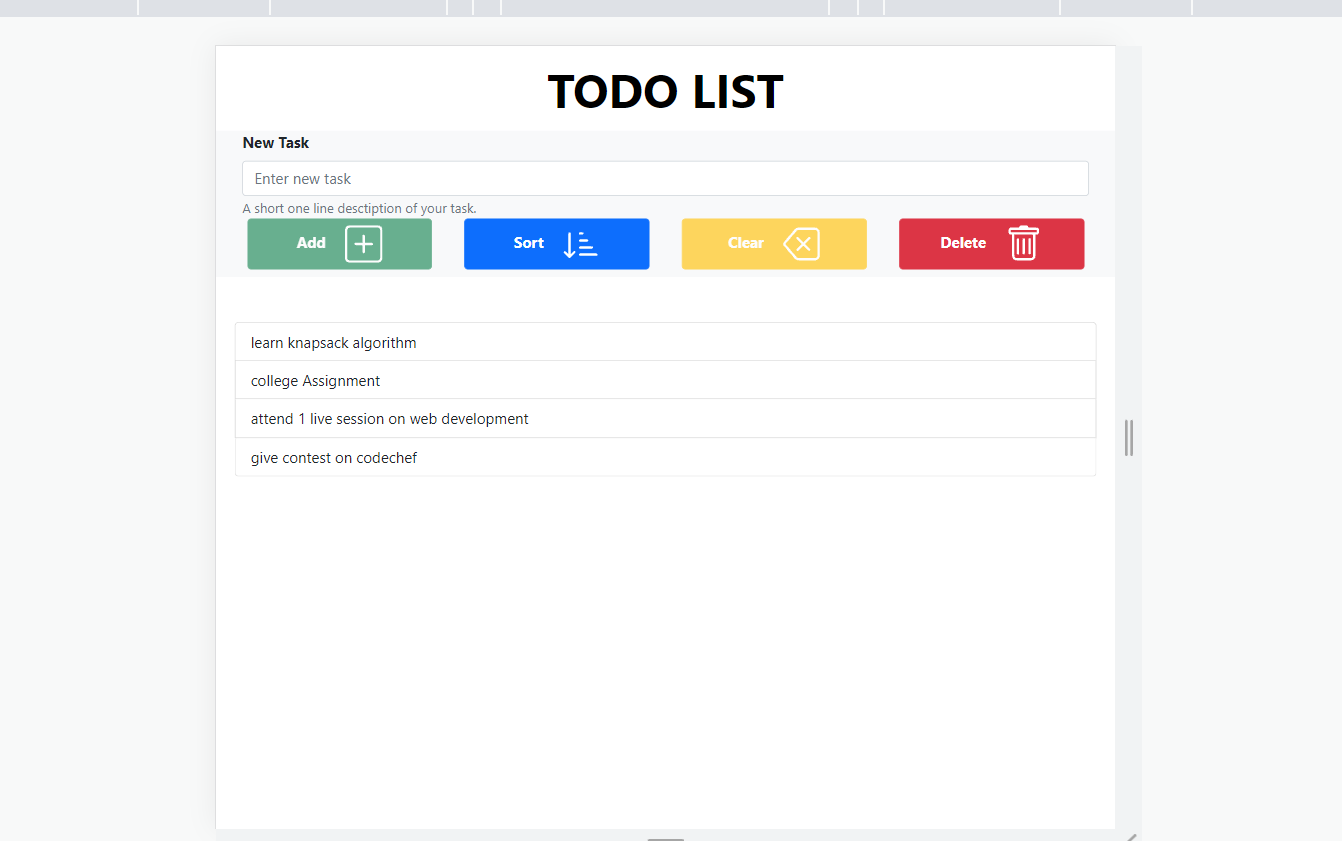 TODO LIST
New Task
Enter new task
A short one line desctiption of your task.
Add Sort Clear Delete
learn knapsack algorithm
college Assignment
attend 1 live session on web development
give contest on codechef